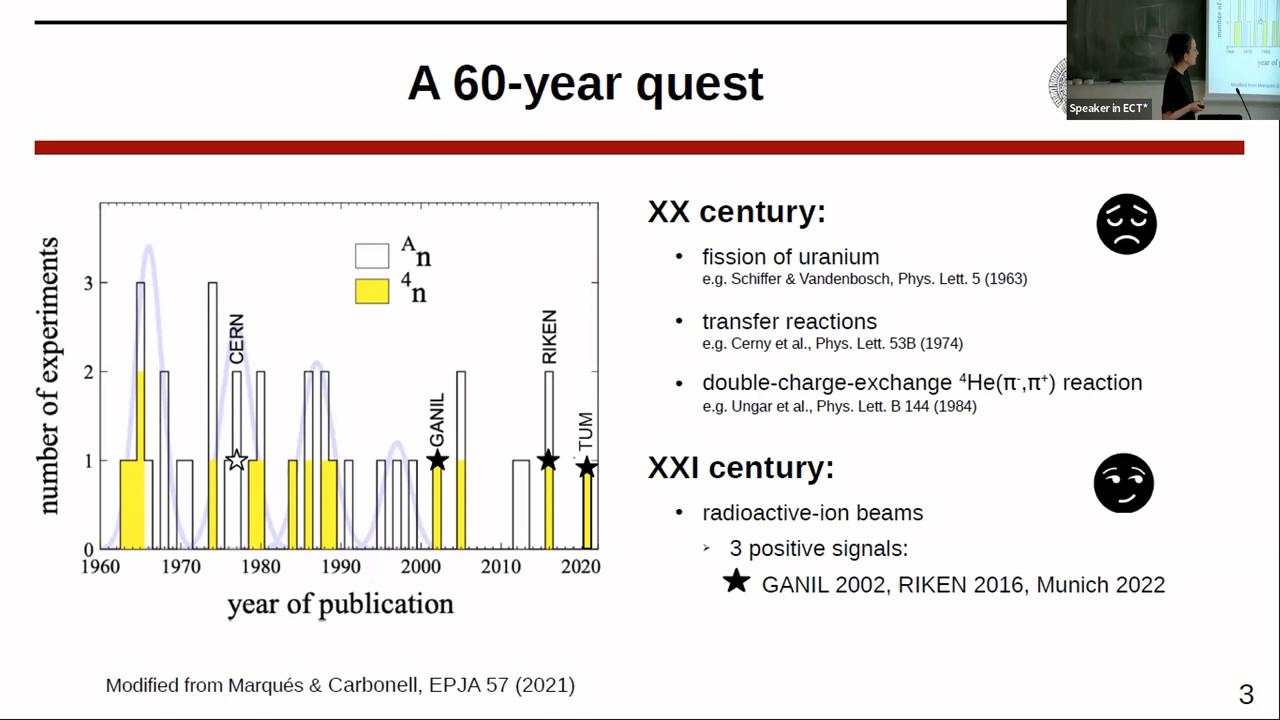 A 60-year quest
Speaker in ECT*
number of experiments
3
2
1
0
1960 1970 1980 1990 2000 2010 2020
year of publication
ᴬn
⁴n
CERN
GANIL
RIKEN
TUM
Modified from Marqués & Carbonell, EPJA 57 (2021)
XX century:
• fission of uranium
e.g. Schiffer & Vandenbosch, Phys. Lett. 5 (1963)
• transfer reactions
e.g. Cerny et al., Phys. Lett. 53B (1974)
• double-charge-exchange ⁴He(π⁻,π⁺) reaction
e.g. Ungar et al., Phys. Lett. B 144 (1984)
XXI century:
• radioactive-ion beams
➢ 3 positive signals:
★ GANIL 2002, RIKEN 2016, Munich 2022
3